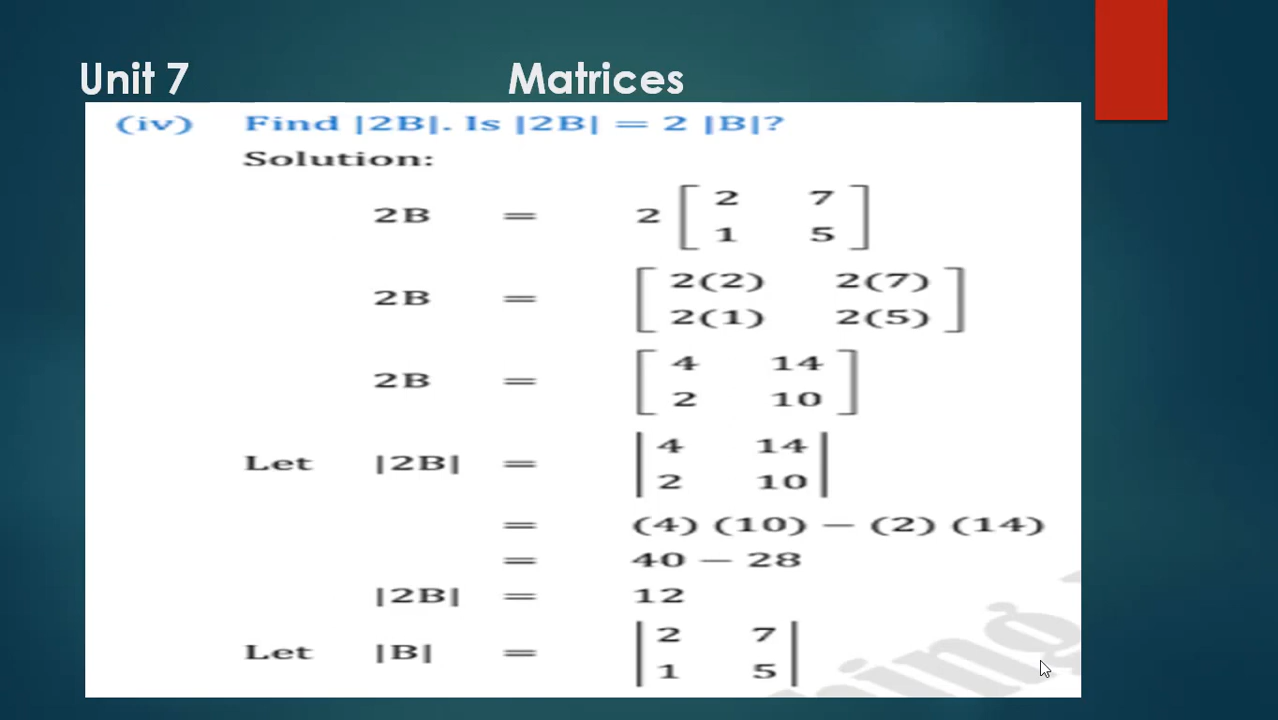 Unit 7 Matrices
(iv) Find |2B|. Is |2B| = 2 |B|?
Solution:
2B = 2 [ 2 7
1 5 ]
2B = [ 2(2) 2(7)
2(1) 2(5) ]
2B = [ 4 14
2 10 ]
Let |2B| = | 4 14
2 10 |
= (4) (10) − (2) (14)
= 40 − 28
|2B| = 12
Let |B| = | 2 7
1 5 |